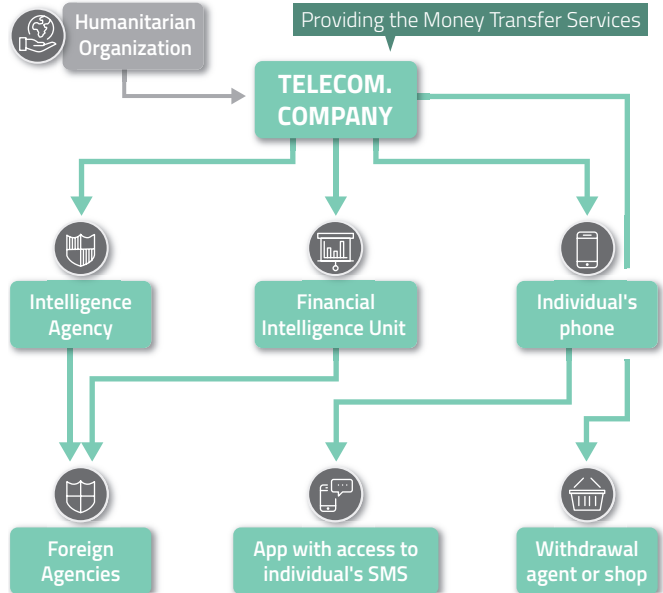 Humanitarian
Organization
Providing the Money Transfer Services
TELECOM.
COMPANY
Intelligence
Agency
Financial
Intelligence Unit
Individual's
phone
Foreign
Agencies
App with access to
individual's SMS
Withdrawal
agent or shop